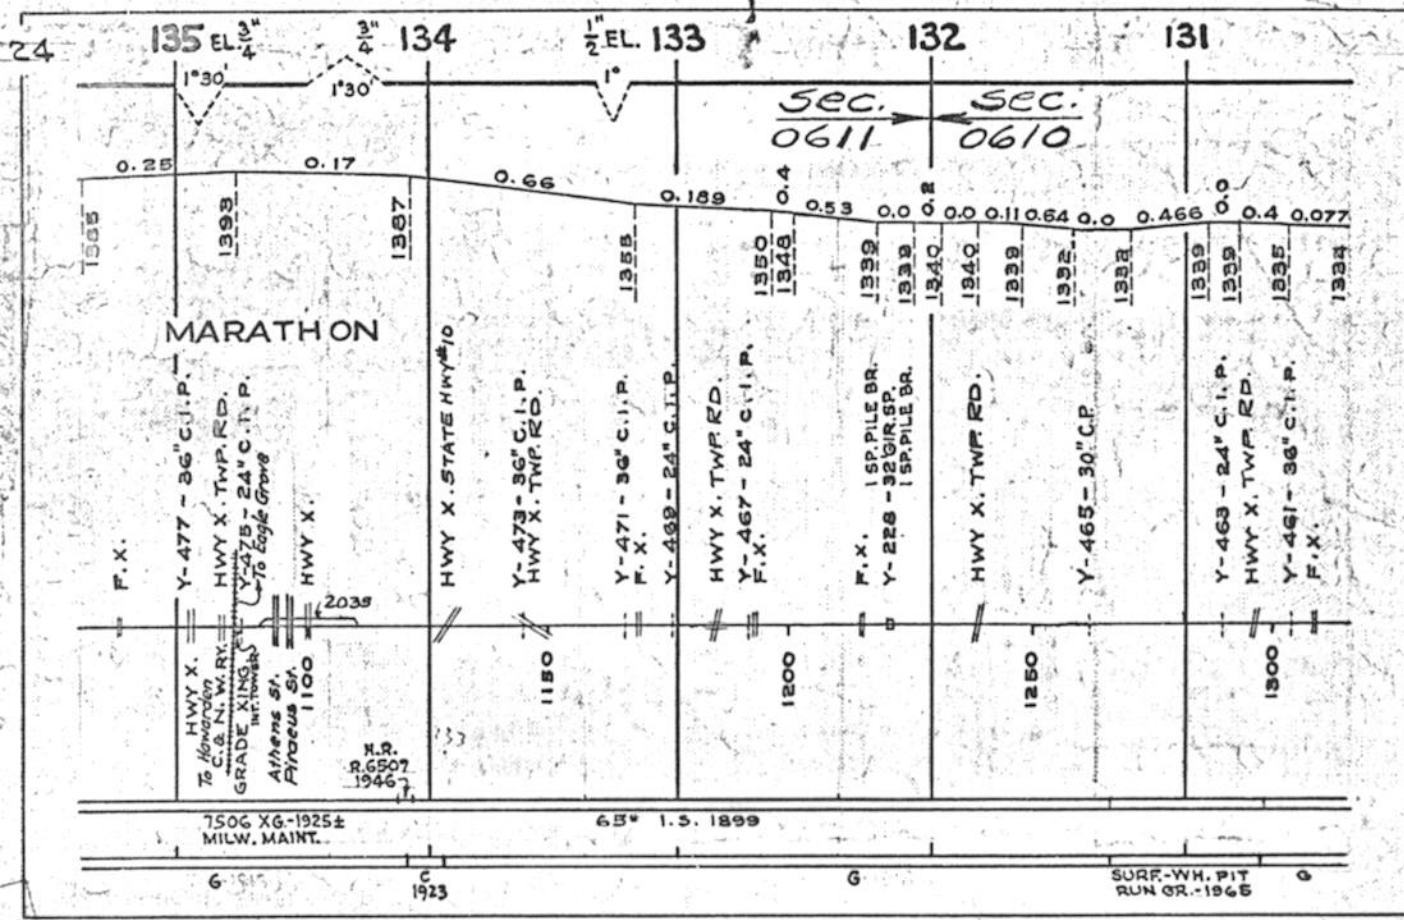 24
135 EL. 3/4"
3/4" 134
1/2" EL. 133
132
131
1°30'
1°30'
1°
SEC. 0611
SEC. 0610
0.25
0.17
0.66
0.189
0.4
0.53
0.0
0.2
0.0
0.11
0.64
0.0
0.466
0.0
0.4
0.077
1393
1387
1355
1350
1348
1339
1339
1340
1340
1339
1332
1332
1339
1339
1335
1334
MARATHON
F. X.
Y-477 - 36" C.I.P.
HWY X. TWP. RD.
Y-475 - 24" C.I.P.
To Eagle Grove
HWY X.
HWY X. STATE HWY #10
Y-473 - 36" C.I.P.
HWY X. TWP. RD.
Y-471 - 36" C.I.P.
F. X.
Y-469 - 24" C.I.P.
HWY X. TWP. RD.
Y-467 - 24" C.I.P.
F.X.
F.X.
1 SP. PILE BR.
Y-228 - 32' GIR. SP.
1 SP. PILE BR.
HWY X. TWP. RD.
Y-465 - 30" C.P.
Y-463 - 24" C.I.P.
HWY X. TWP. RD.
Y-461 - 36" C.I.P.
F.X.
2035
HWY X.
To Hawarden
C. & N. W. RY.
GRADE XING
INT. TOWER
Athens St.
Piraeus St.
1100
1150
1200
1250
1300
N.R.
R.6507
1946
7506 XG.-1925±
MILW. MAINT.
65# I.S. 1899
G
C
1923
G
SURF.-WH. PIT
RUN GR.-1965
G